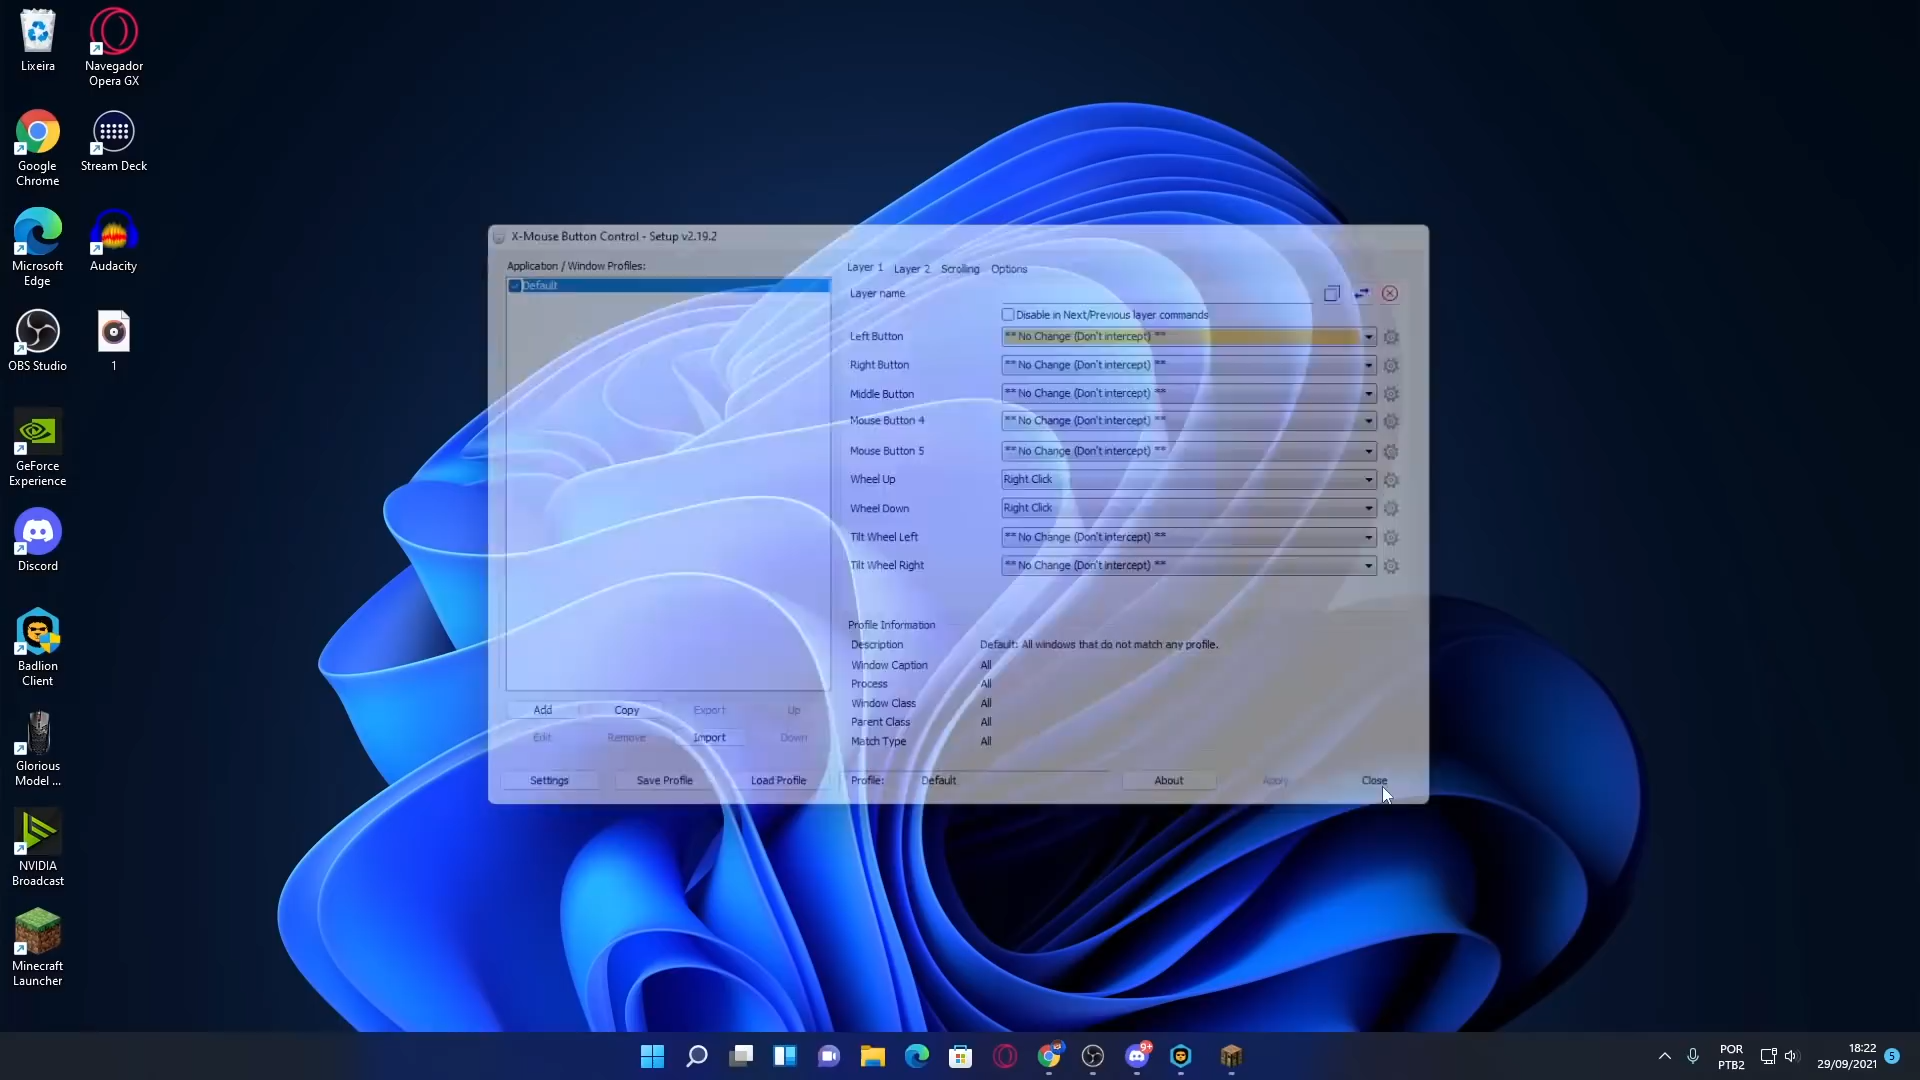 Lixeira
Navegador
Opera GX
Google
Chrome
Stream Deck
Microsoft
Edge
Audacity
OBS Studio
1
GeForce
Experience
Discord
Badlion
Client
Glorious
Model ...
NVIDIA
Broadcast
Minecraft
Launcher
X-Mouse Button Control - Setup v2.19.2
Application / Window Profiles:
Default
Layer 1 Layer 2 Scrolling Options
Layer name
Disable in Next/Previous layer commands
Left Button ** No Change (Don't intercept) **
Right Button ** No Change (Don't intercept) **
Middle Button ** No Change (Don't intercept) **
Mouse Button 4 ** No Change (Don't intercept) **
Mouse Button 5 ** No Change (Don't intercept) **
Wheel Up Right Click
Wheel Down Right Click
Tilt Wheel Left ** No Change (Don't intercept) **
Tilt Wheel Right ** No Change (Don't intercept) **
Profile Information
Description Default: All windows that do not match any profile.
Window Caption All
Process All
Window Class All
Parent Class All
Match Type All
Add Copy Export Up
Edit Remove Import Down
Settings Save Profile Load Profile Profile: Default About Apply Close
9+
POR
PTB2
18:22
29/09/2021
5